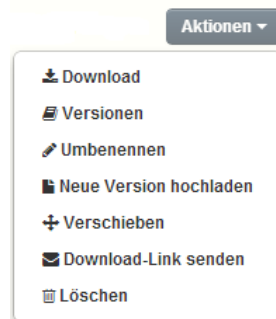 Aktionen
Download
Versionen
Umbenennen
Neue Version hochladen
Verschieben
Download-Link senden
Löschen